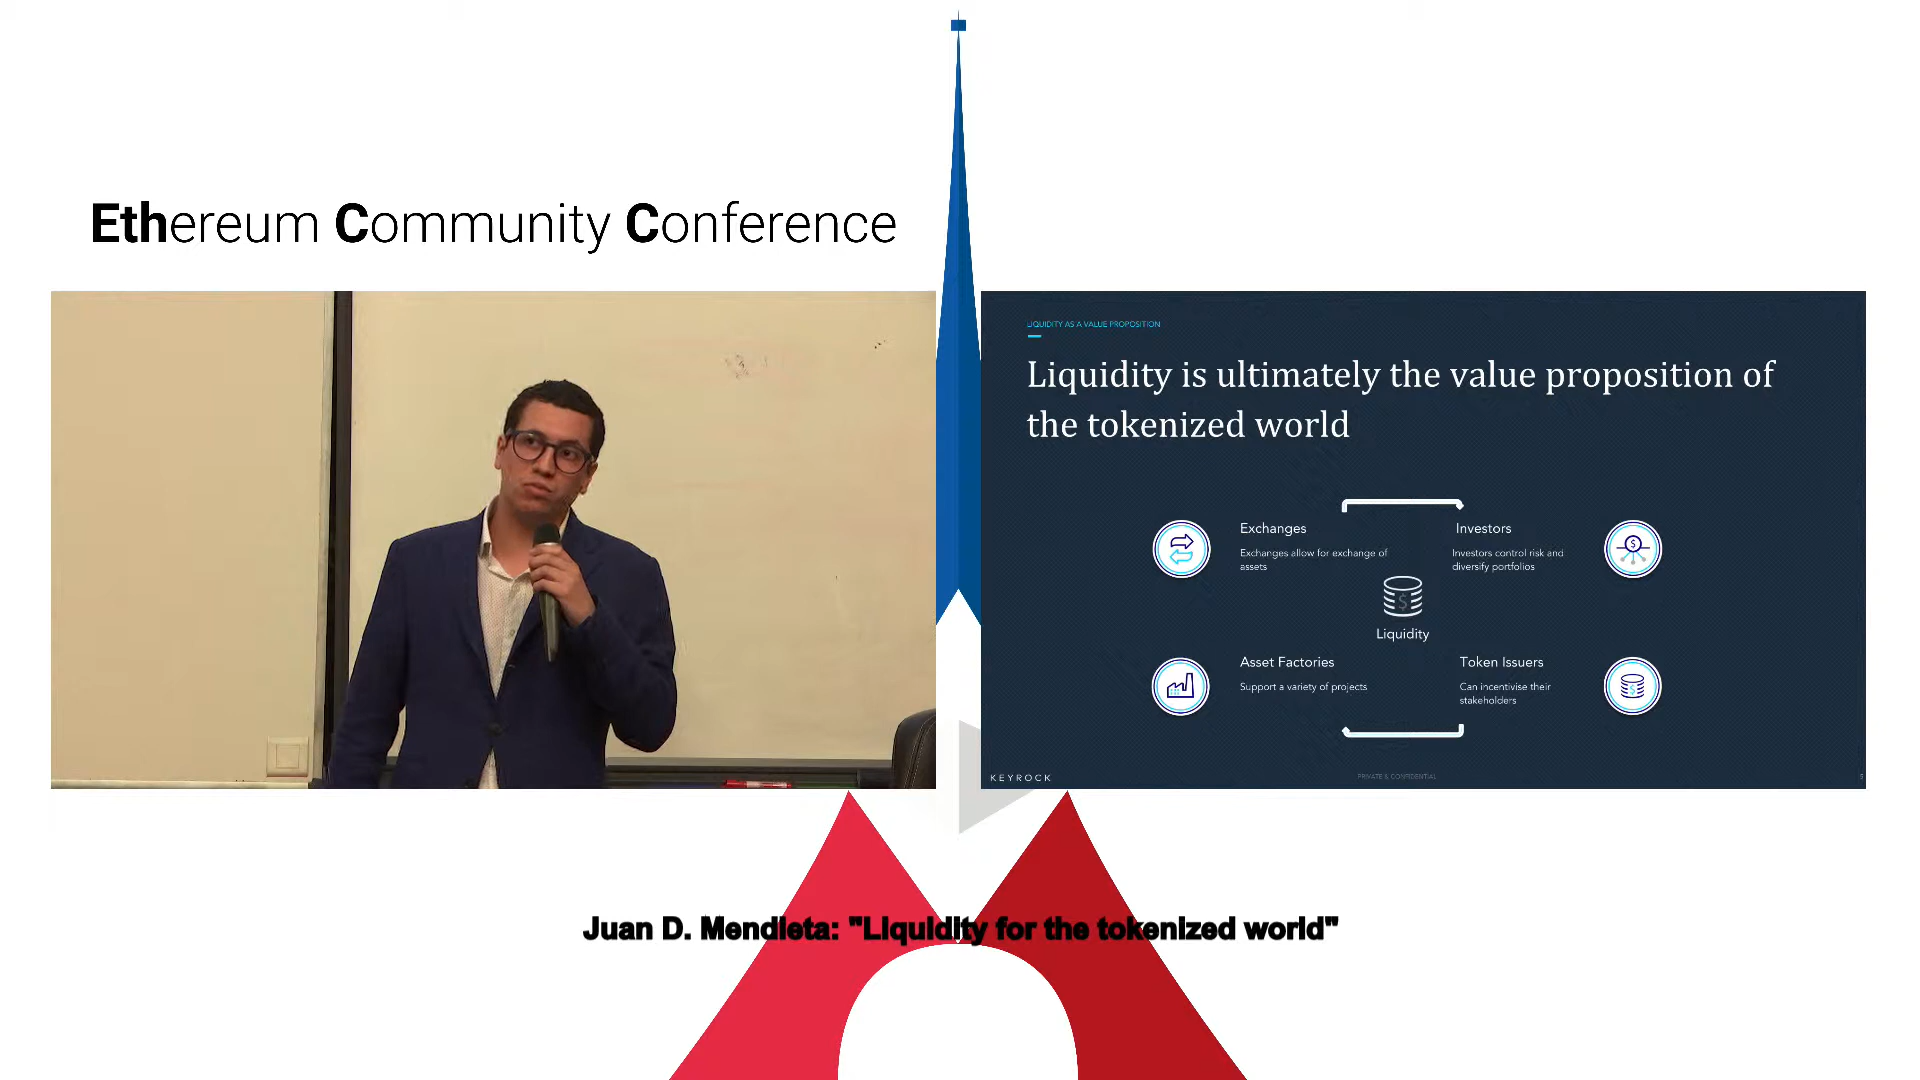 Ethereum Community Conference
LIQUIDITY AS A VALUE PROPOSITION
Liquidity is ultimately the value proposition of
the tokenized world
Exchanges
Exchanges allow for exchange of
assets
Investors
Investors control risk and
diversify portfolios
Liquidity
Asset Factories
Support a variety of projects
Token Issuers
Can incentivise their
stakeholders
KEYROCK
PRIVATE & CONFIDENTIAL
Juan D. Mendieta: "Liquidity for the tokenized world"